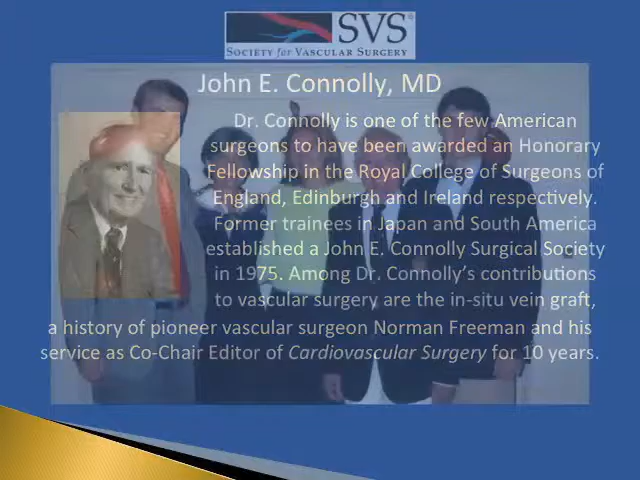 SVS®
SOCIETY for VASCULAR SURGERY
John E. Connolly, MD
Dr. Connolly is one of the few American
surgeons to have been awarded an Honorary
Fellowship in the Royal College of Surgeons of
England, Edinburgh and Ireland respectively.
Former trainees in Japan and South America
established a John E. Connolly Surgical Society
in 1975. Among Dr. Connolly's contributions
to vascular surgery are the in-situ vein graft,
a history of pioneer vascular surgeon Norman Freeman and his
service as Co-Chair Editor of Cardiovascular Surgery for 10 years.